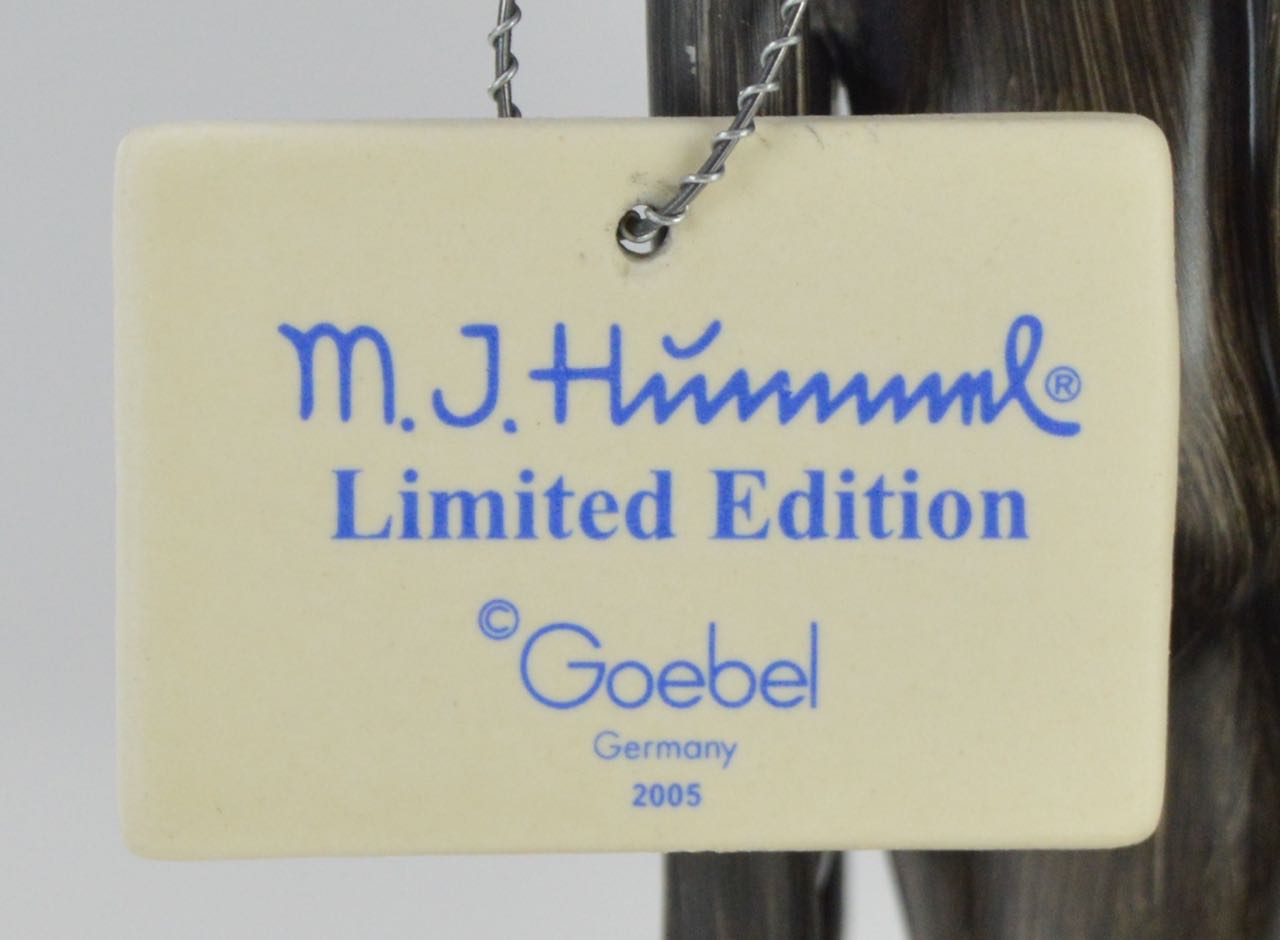 M.J. Hummel®
Limited Edition
©Goebel
Germany
2005